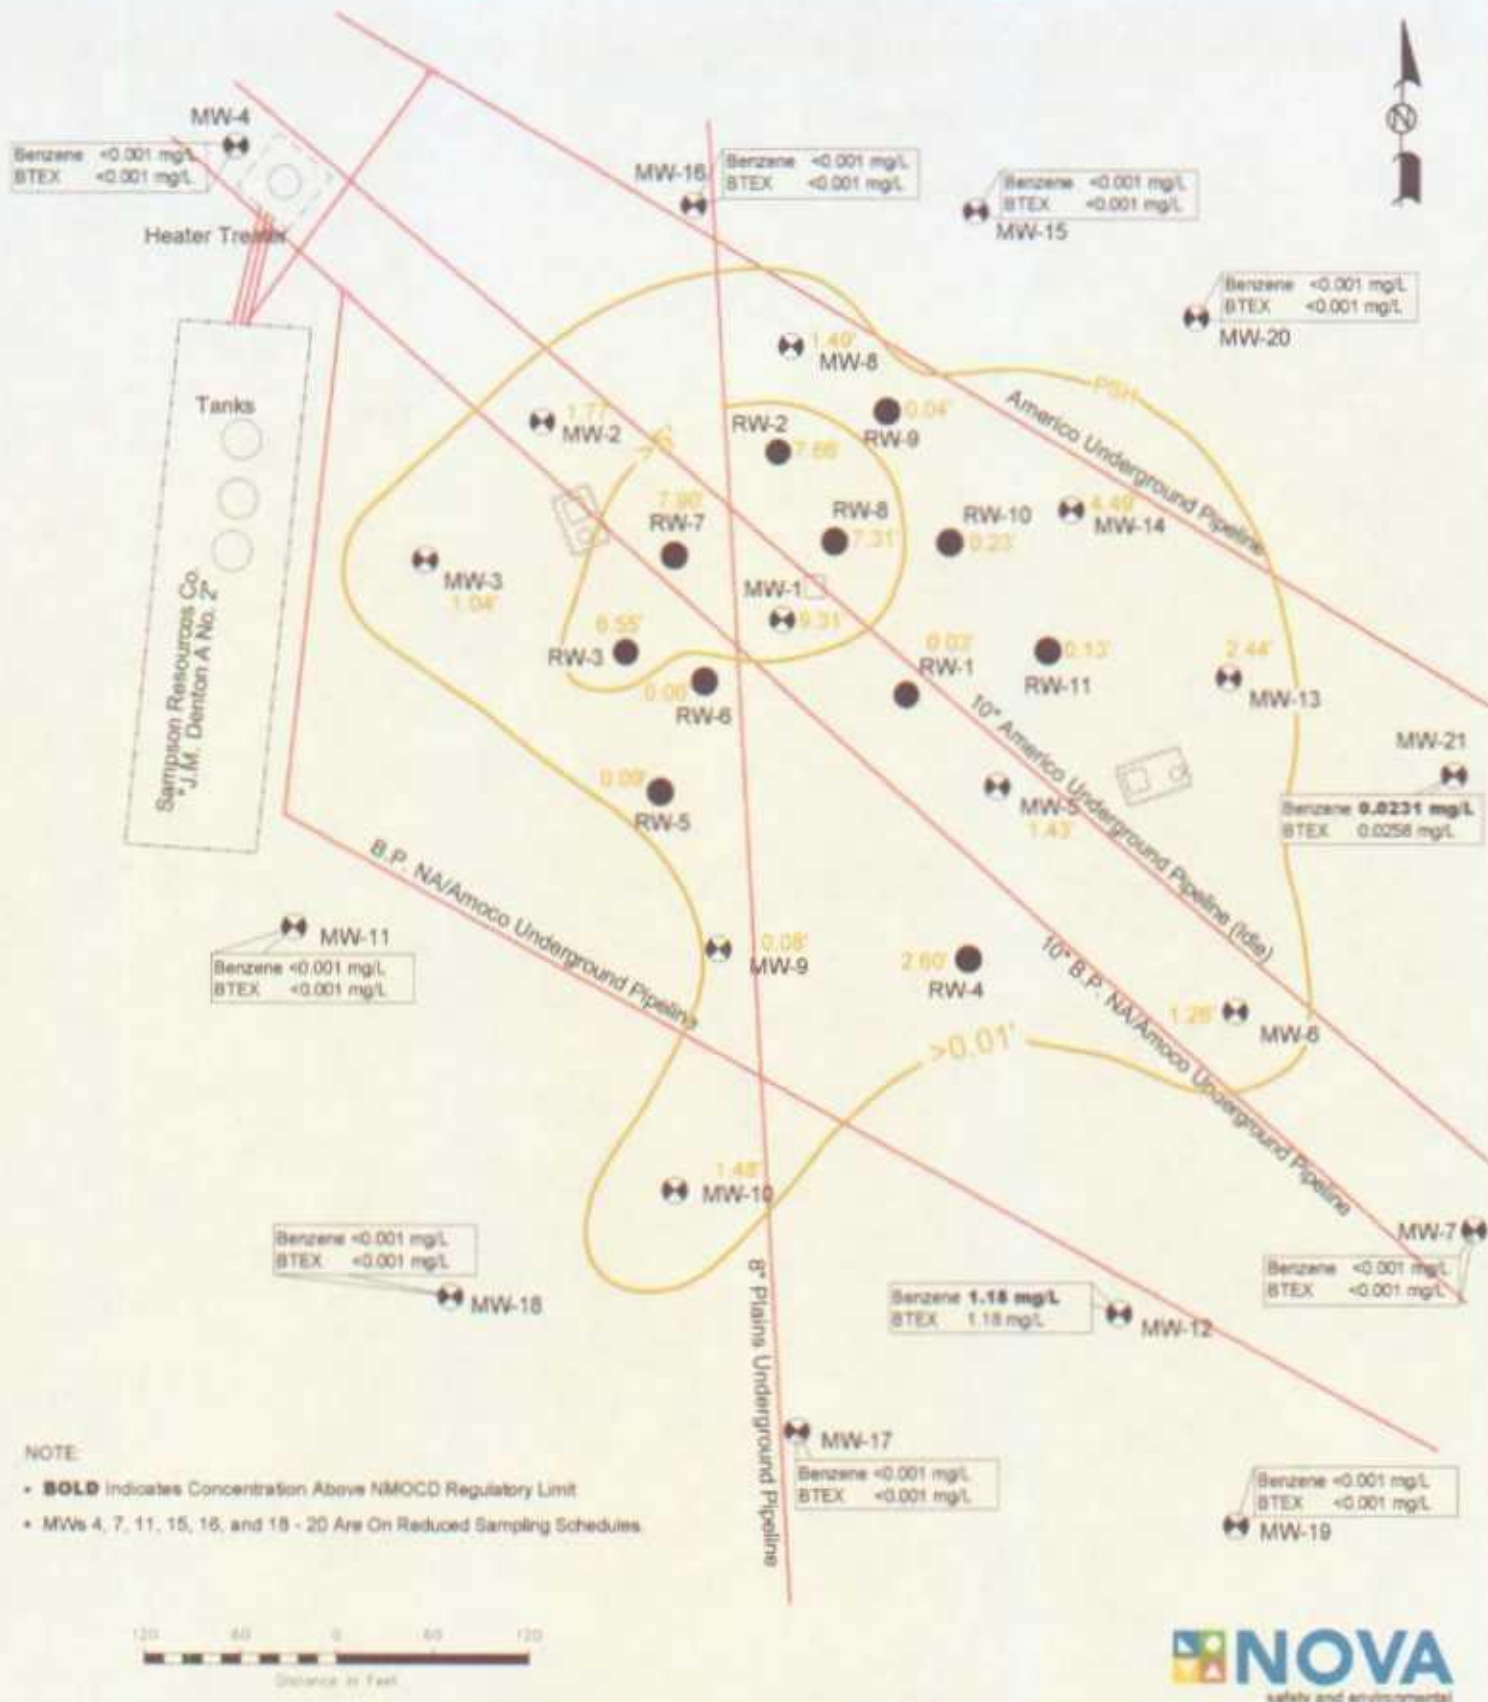 MW-4
Benzene <0.001 mg/L
BTEX <0.001 mg/L
Heater Treater
MW-16
Benzene <0.001 mg/L
BTEX <0.001 mg/L
Benzene <0.001 mg/L
BTEX <0.001 mg/L
MW-15
N
Benzene <0.001 mg/L
BTEX <0.001 mg/L
MW-20
1.40'
MW-8
PSH
Americo Underground Pipeline
Tanks
1.77'
MW-2
RW-2
0.04'
RW-9
7.90'
RW-7
RW-8
7.31'
RW-10
0.23'
4.49'
MW-14
MW-3
1.04'
MW-1
9.31'
6.55'
RW-3
RW-6
0.03'
RW-1
0.13'
RW-11
2.44'
MW-13
Sampson Resources Co.
"J.M. Denton A No. 2"
RW-5
MW-5
1.43'
10" Americo Underground Pipeline (Idle)
MW-21
Benzene 0.0231 mg/L
BTEX 0.0258 mg/L
B.P. NA/Amoco Underground Pipeline
MW-11
Benzene <0.001 mg/L
BTEX <0.001 mg/L
0.08'
MW-9
2.60'
RW-4
10" B.P. NA/Amoco Underground Pipeline
MW-6
>0.01'
1.48'
MW-10
MW-7
Benzene <0.001 mg/L
BTEX <0.001 mg/L
Benzene <0.001 mg/L
BTEX <0.001 mg/L
MW-18
8" Plains Underground Pipeline
Benzene 1.18 mg/L
BTEX 1.18 mg/L
MW-12
MW-17
Benzene <0.001 mg/L
BTEX <0.001 mg/L
Benzene <0.001 mg/L
BTEX <0.001 mg/L
MW-19
NOTE:
• BOLD Indicates Concentration Above NMOCD Regulatory Limit
• MWs 4, 7, 11, 15, 16, and 18 - 20 Are On Reduced Sampling Schedules.
120 60 0 60 120
Distance in Feet
NOVA
safety and environmental